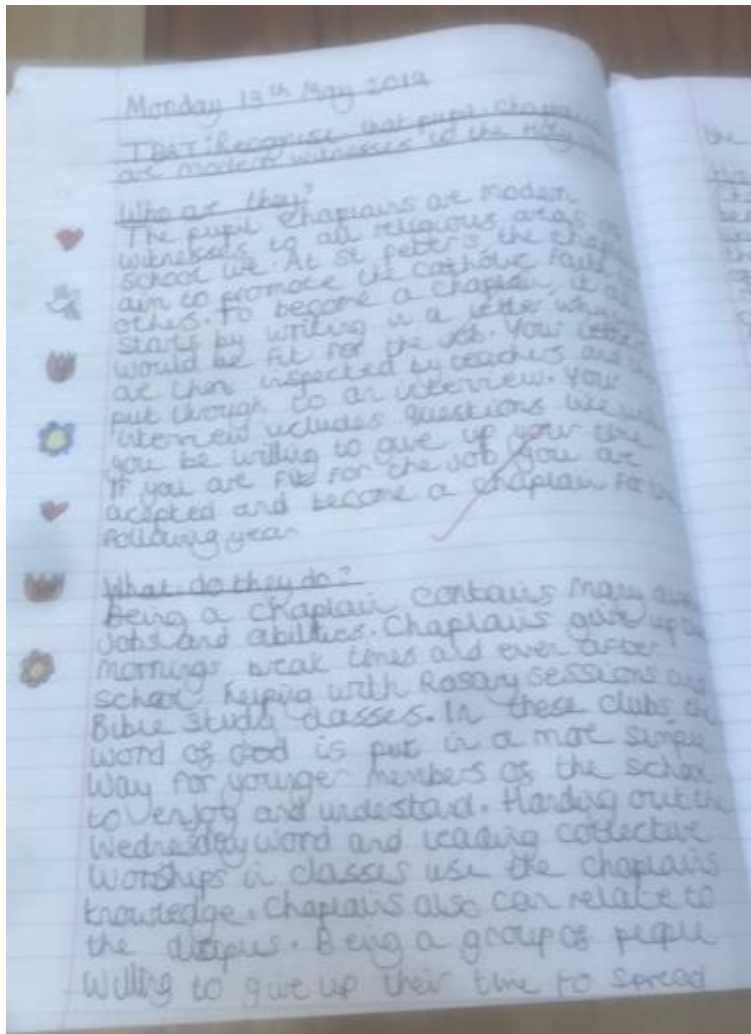 Monday 13th May 2019
TBAT: Recognise that pupil Chaplains
are modern witnesses to the Holy
Who are they?
The pupil Chaplains are modern
witnesses to all religious areas
School life. At St Peter's, the Chaplains
aim to promote the Catholic Faith
others. To become a Chaplain, it all
starts by writing in a letter why
would be fit for the job. Your letters
are then inspected by teachers and
put through to an interview. Your
interview includes questions like will
you be willing to give up your time
If you are fit for the job you are
acepted and become a chaplain for the
following year
What do they do?
Being a Chaplain contains many
jobs and abilities. Chaplains give up
mornings break times and even after
school helping with Rosary sessions and
Bible study classes. In these clubs the
word of God is put in a more simple
way for younger members of the school
to enjoy and understand. Handing out the
Wednesday word and leading collective
Worships in classes use the chaplains
knowledge. Chaplains also can relate to
the Being a group of people
willing to give up their time to spread
the